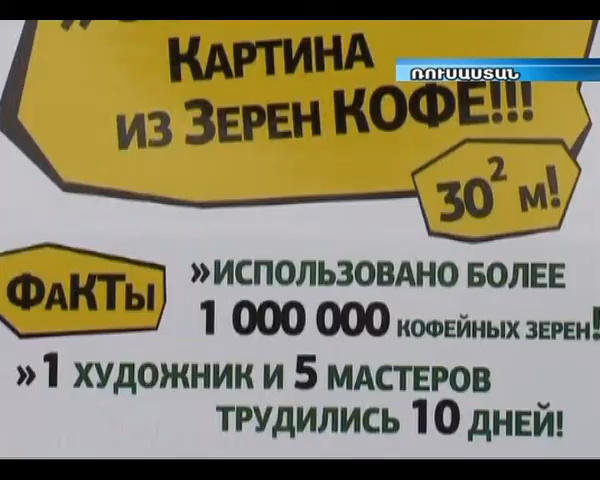 КАРТИНА
ՌՈՒՍԱՍՏԱՆ
ИЗ ЗЕРЕН КОФЕ!!!
30² м!
ФаКТы
»ИСПОЛЬЗОВАНО БОЛЕЕ
1 000 000 КОФЕЙНЫХ ЗЕРЕН!
»1 ХУДОЖНИК И 5 МАСТЕРОВ
ТРУДИЛИСЬ 10 ДНЕЙ!